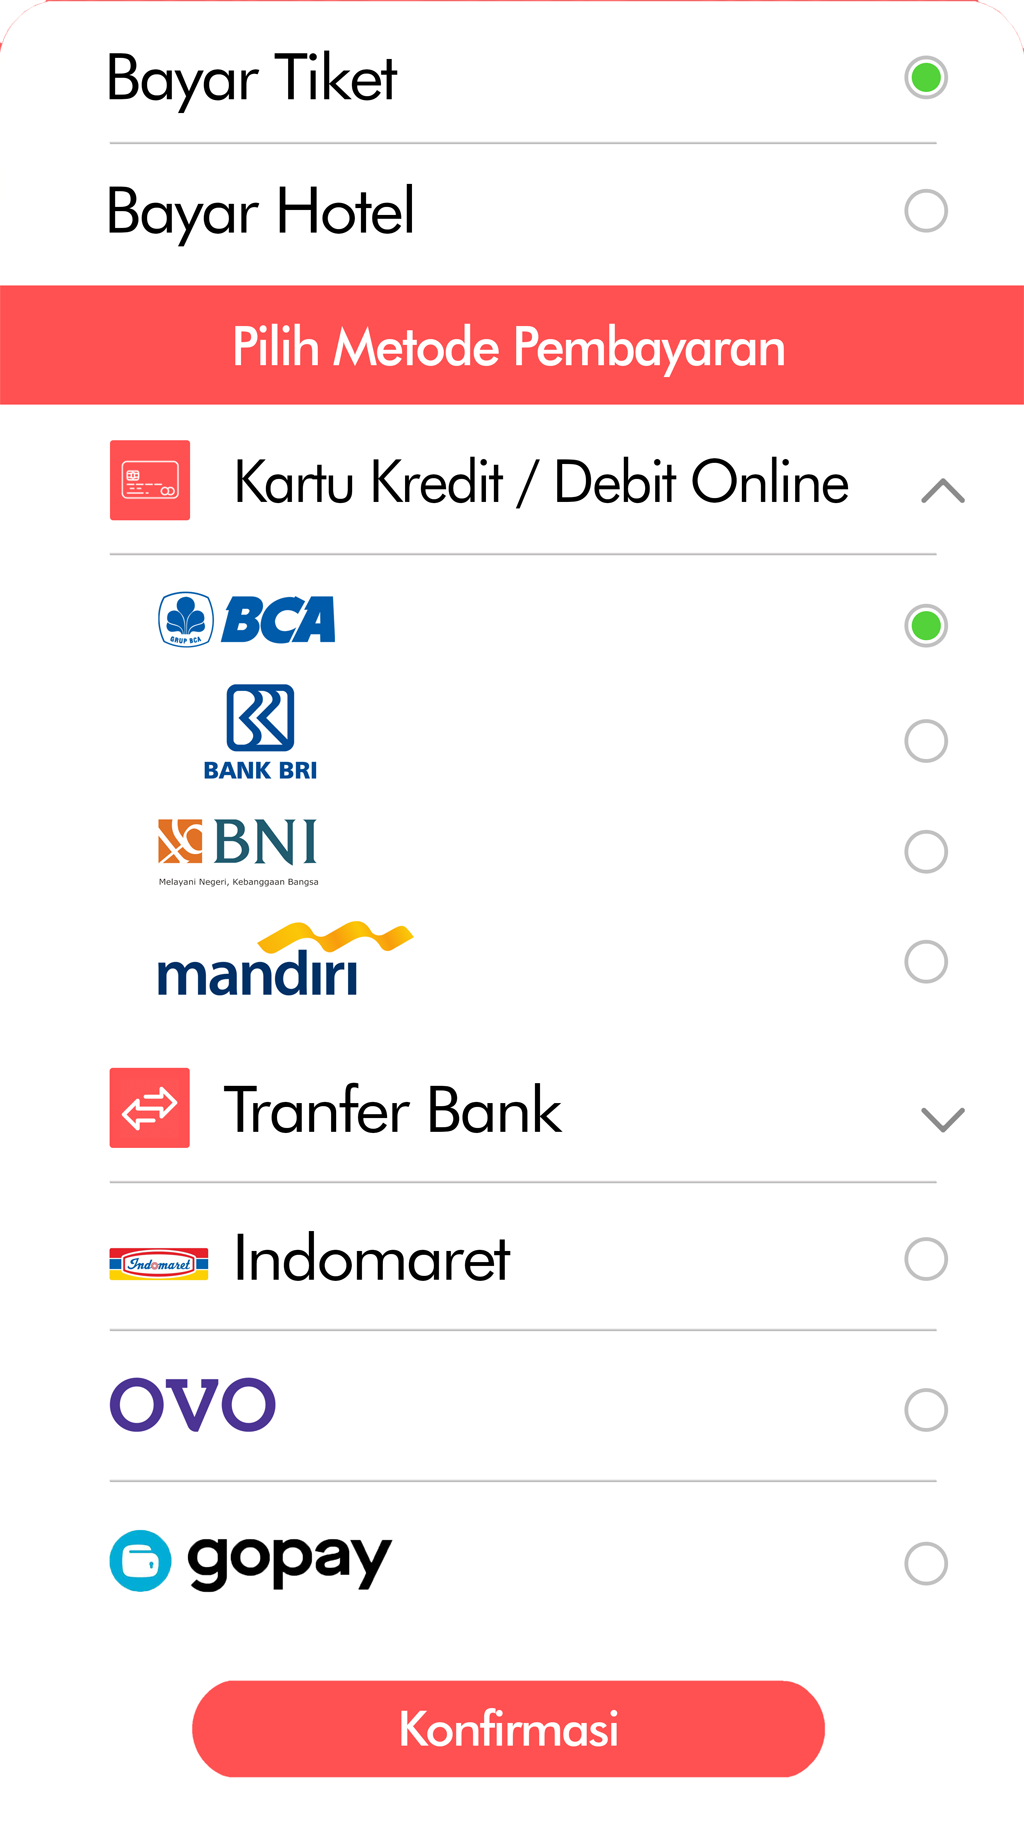 Bayar Tiket
Bayar Hotel
Pilih Metode Pembayaran
Kartu Kredit / Debit Online
GRUP BCA
BCA
BANK BRI
BNI
Melayani Negeri, Kebanggaan Bangsa
mandiri
Tranfer Bank
Indomaret Indomaret
OVO
gopay
Konfirmasi